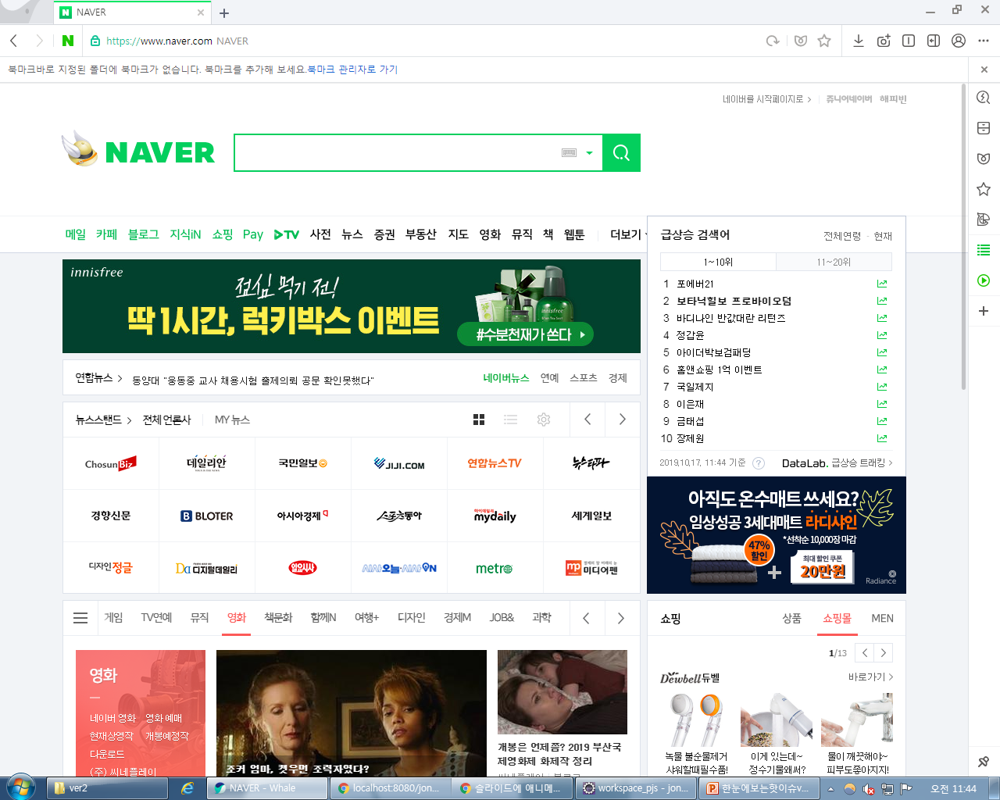 NAVER
https://www.naver.com NAVER
북마크바로 지정된 폴더에 북마크가 없습니다. 북마크를 추가해 보세요.북마크 관리자로 가기
네이버를 시작페이지로 쥬니어네이버 해피빈
NAVER
메일 카페 블로그 지식iN 쇼핑 Pay TV 사전 뉴스 증권 부동산 지도 영화 뮤직 책 웹툰 더보기
급상승 검색어 전체연령 · 현재
1~10위 11~20위
1 포에버21
2 보타닉힐보 프로바이오덤
3 바디나인 반값대란 리턴즈
4 정갑윤
5 아이더박보검패딩
6 홈앤쇼핑 1억 이벤트
7 국일제지
8 이은재
9 금태섭
10 장제원
2019.10.17. 11:44 기준 ? DataLab. 급상승 트래킹
innisfree
점심 먹기 전!
딱 1시간, 럭키박스 이벤트
#수분천재가 쏜다
innisfree
연합뉴스 동양대 "웅동중 교사 채용시험 출제의뢰 공문 확인못했다" 네이버뉴스 연예 스포츠 경제
뉴스스탠드 전체 언론사 MY 뉴스
ChosunBiz 데일리안 국민일보 JIJI.COM 연합뉴스TV 뉴스타파
경향신문 BLOTER 아시아경제 스포츠동아 마이데일리 mydaily 세계일보
디자인정글 디지털데일리 일요시사 시사오늘·시사ON metro 미디어펜
아직도 온수매트 쓰세요?
임상성공 3세대매트 라디샤인
*선착순 10,000장 마감
47% 할인
최대 할인 쿠폰
20만원
Radiance
게임 TV연예 뮤직 영화 책문화 함께N 여행+ 디자인 경제M JOB& 과학
영화
네이버 영화 영화 예매
현재상영작 개봉예정작
다운로드
(주) 씨네플레이
조커 엄마, 캣우먼 조력자였다?
개봉은 언제쯤? 2019 부산국
제영화제 화제작 정리
씨네플레이 블로그
쇼핑 상품 쇼핑몰 MEN
1/13
Dewbell듀벨 바로가기
녹물 불순물제거
샤워할때필수품!
이게 있는데~
정수기물왜써?
물이 깨끗해야~
피부도좋아지지!
ver2 NAVER - Whale localhost:8080/jon... 슬라이드에 애니메... workspace_pjs - jon... 한눈에보는핫이슈v... 오전 11:44